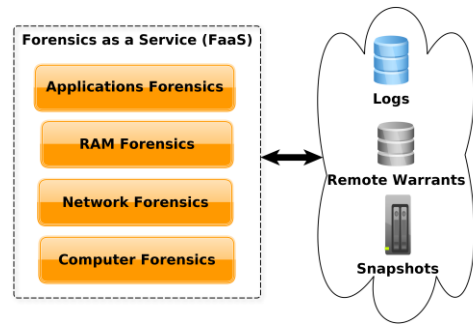 Forensics as a Service (FaaS)
Applications Forensics
RAM Forensics
Network Forensics
Computer Forensics
Logs
Remote Warrants
Snapshots